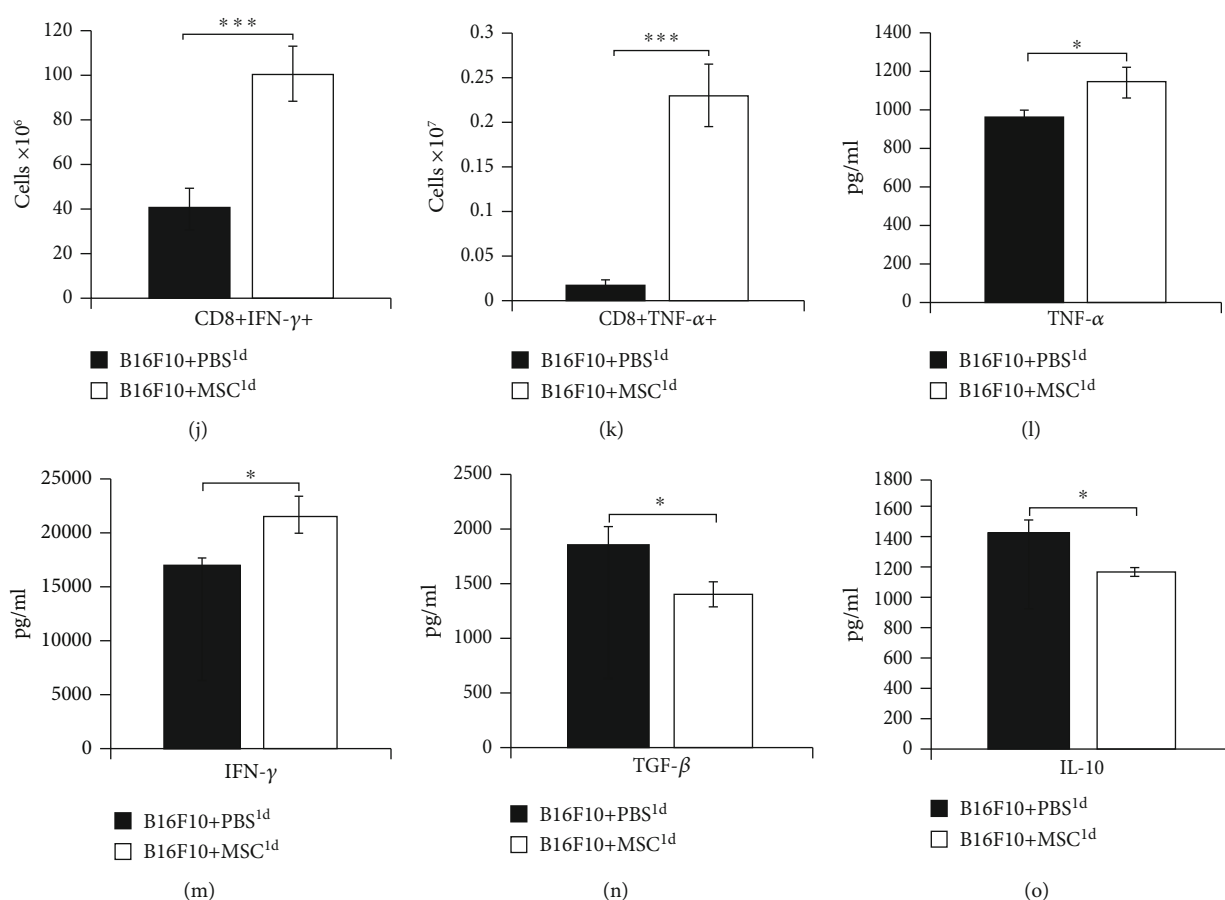 120
100
80
60
40
20
0
Cells ×10⁶
***
CD8+IFN-γ+
B16F10+PBS¹ᵈ
B16F10+MSC¹ᵈ
(j)
0.3
0.25
0.2
0.15
0.1
0.05
0
Cells ×10⁷
***
CD8+TNF-α+
B16F10+PBS¹ᵈ
B16F10+MSC¹ᵈ
(k)
1400
1200
1000
800
600
400
200
0
pg/ml
*
TNF-α
B16F10+PBS¹ᵈ
B16F10+MSC¹ᵈ
(l)
25000
20000
15000
10000
5000
0
pg/ml
*
IFN-γ
B16F10+PBS¹ᵈ
B16F10+MSC¹ᵈ
(m)
2500
2000
1500
1000
500
0
pg/ml
*
TGF-β
B16F10+PBS¹ᵈ
B16F10+MSC¹ᵈ
(n)
1800
1600
1400
1200
1000
800
600
400
200
0
pg/ml
*
IL-10
B16F10+PBS¹ᵈ
B16F10+MSC¹ᵈ
(o)